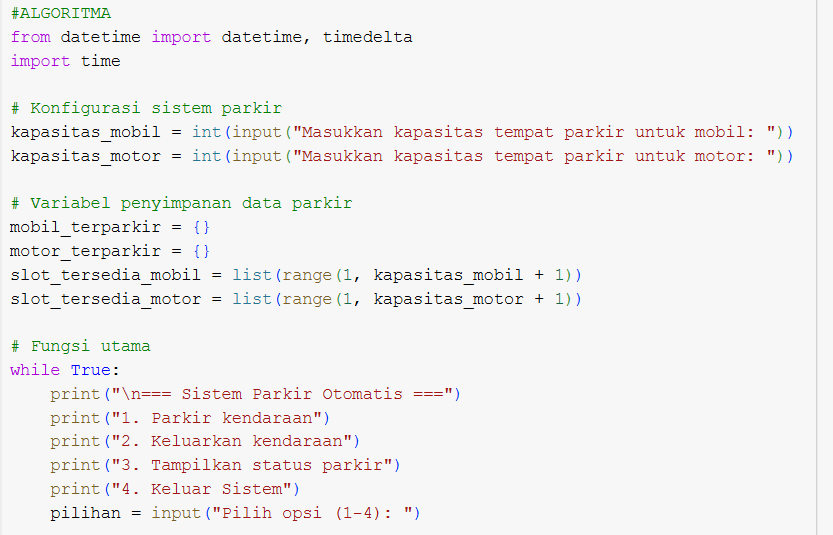 #ALGORITMA
from datetime import datetime, timedelta
import time
# Konfigurasi sistem parkir
kapasitas_mobil = int(input("Masukkan kapasitas tempat parkir untuk mobil: "))
kapasitas_motor = int(input("Masukkan kapasitas tempat parkir untuk motor: "))
# Variabel penyimpanan data parkir
mobil_terparkir = {}
motor_terparkir = {}
slot_tersedia_mobil = list(range(1, kapasitas_mobil + 1))
slot_tersedia_motor = list(range(1, kapasitas_motor + 1))
# Fungsi utama
while True:
    print("\n=== Sistem Parkir Otomatis ===")
    print("1. Parkir kendaraan")
    print("2. Keluarkan kendaraan")
    print("3. Tampilkan status parkir")
    print("4. Keluar Sistem")
    pilihan = input("Pilih opsi (1-4): ")